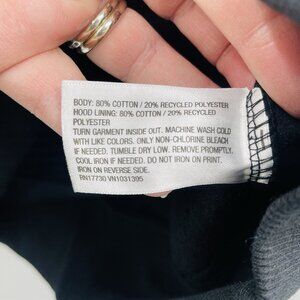 BODY: 80% COTTON / 20% RECYCLED POLYESTER
HOOD LINING: 80% COTTON / 20% RECYCLED
POLYESTER
TURN GARMENT INSIDE OUT. MACHINE WASH COLD
WITH LIKE COLORS. ONLY NON-CHLORINE BLEACH
IF NEEDED. TUMBLE DRY LOW. REMOVE PROMPTLY.
COOL IRON IF NEEDED. DO NOT IRON ON PRINT.
IRON ON REVERSE SIDE.
RN17730 VN1031395